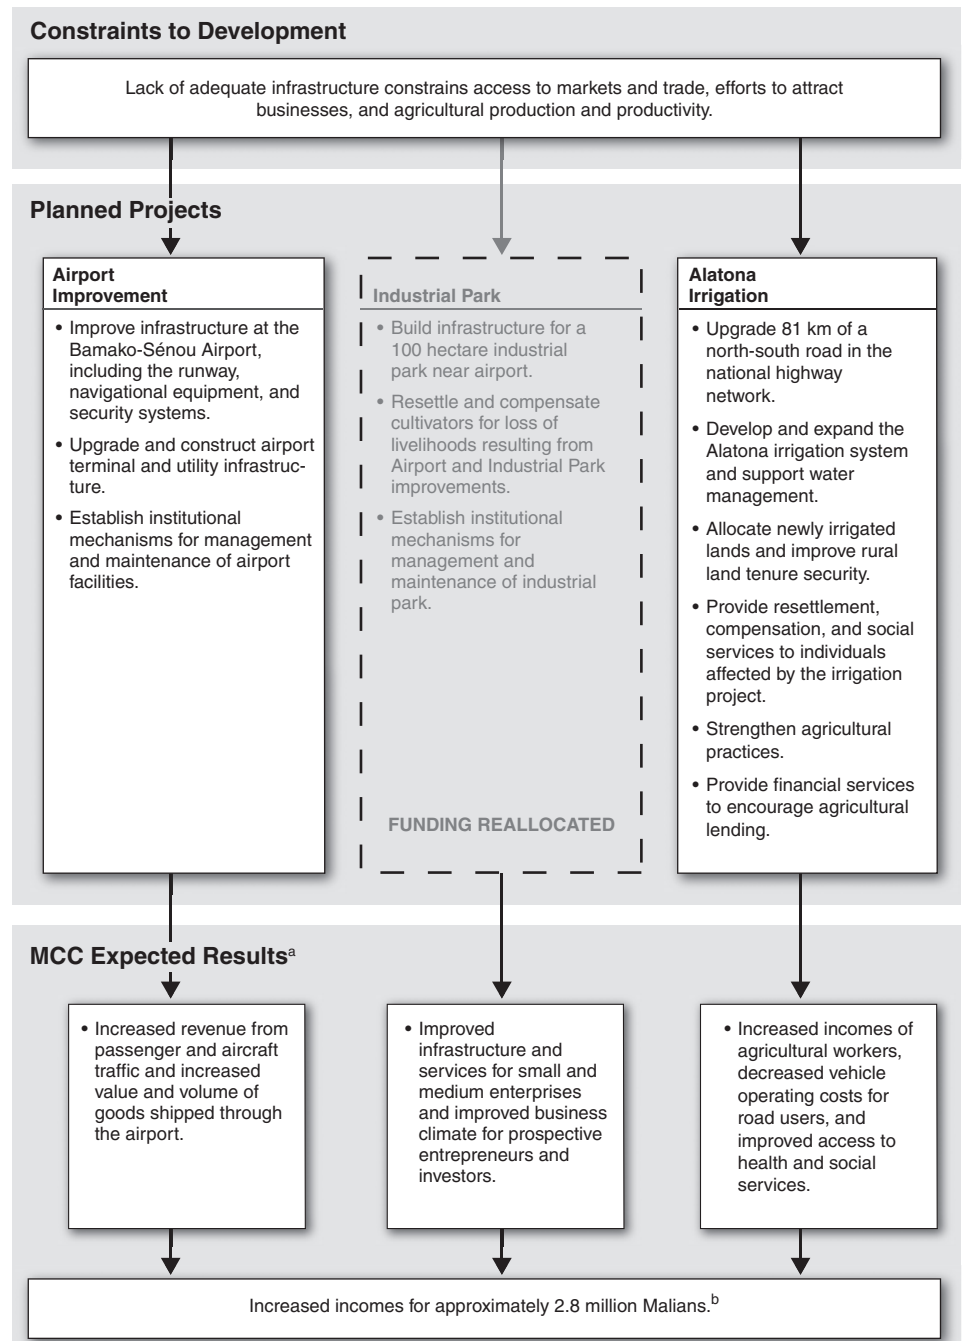 Constraints to Development
Lack of adequate infrastructure constrains access to markets and trade, efforts to attract
businesses, and agricultural production and productivity.
Planned Projects
Airport
Improvement
• Improve infrastructure at the
Bamako-Sénou Airport,
including the runway,
navigational equipment, and
security systems.
• Upgrade and construct airport
terminal and utility infrastruc-
ture.
• Establish institutional
mechanisms for management
and maintenance of airport
facilities.
Industrial Park
• Build infrastructure for a
100 hectare industrial
park near airport.
• Resettle and compensate
cultivators for loss of
livelihoods resulting from
Airport and Industrial Park
improvements.
• Establish institutional
mechanisms for
management and
maintenance of industrial
park.
FUNDING REALLOCATED
Alatona
Irrigation
• Upgrade 81 km of a
north-south road in the
national highway
network.
• Develop and expand the
Alatona irrigation system
and support water
management.
• Allocate newly irrigated
lands and improve rural
land tenure security.
• Provide resettlement,
compensation, and social
services to individuals
affected by the irrigation
project.
• Strengthen agricultural
practices.
• Provide financial services
to encourage agricultural
lending.
MCC Expected Resultsa
• Increased revenue from
passenger and aircraft
traffic and increased
value and volume of
goods shipped through
the airport.
• Improved
infrastructure and
services for small and
medium enterprises
and improved business
climate for prospective
entrepreneurs and
investors.
• Increased incomes of
agricultural workers,
decreased vehicle
operating costs for
road users, and
improved access to
health and social
services.
Increased incomes for approximately 2.8 million Malians.b